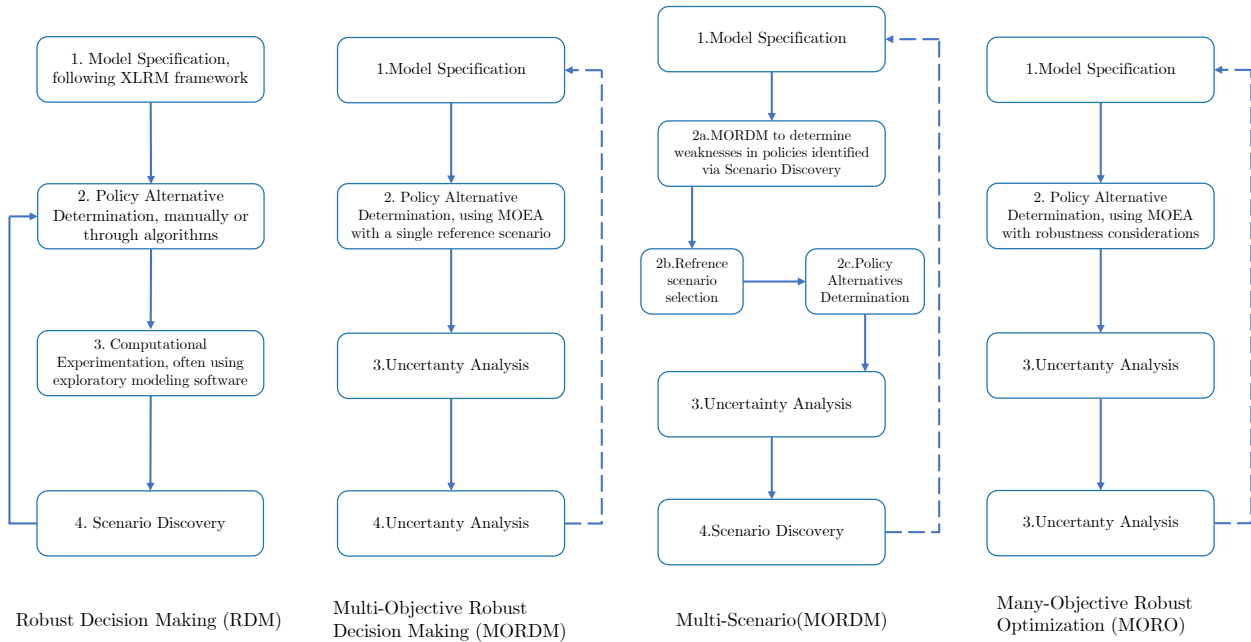 1. Model Specification,
following XLRM framework
2. Policy Alternative
Determination, manually or
through algorithms
3. Computational
Experimentation, often using
exploratory modeling software
4. Scenario Discovery
Robust Decision Making (RDM)
1.Model Specification
2. Policy Alternative
Determination, using MOEA
with a single reference scenario
3.Uncertanty Analysis
4.Uncertanty Analysis
Multi-Objective Robust
Decision Making (MORDM)
1.Model Specification
2a.MORDM to determine
weaknesses in policies identified
via Scenario Discovery
2b.Refrence
scenario
selection
2c.Policy
Alternatives
Determination
3.Uncertainty Analysis
4.Scenario Discovery
Multi-Scenario(MORDM)
1.Model Specification
2. Policy Alternative
Determination, using MOEA
with robustness considerations
3.Uncertanty Analysis
3.Uncertanty Analysis
Many-Objective Robust
Optimization (MORO)